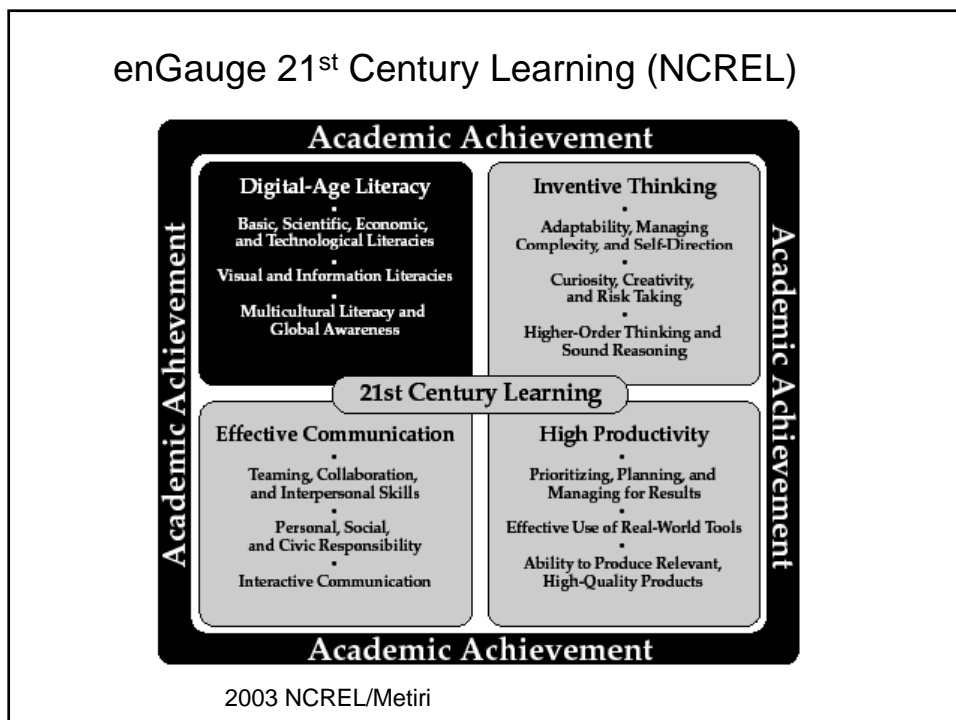 enGauge 21st Century Learning (NCREL)
Academic Achievement
Academic Achievement
Digital-Age Literacy
•
Basic, Scientific, Economic,
and Technological Literacies
•
Visual and Information Literacies
•
Multicultural Literacy and
Global Awareness
Inventive Thinking
•
Adaptability, Managing
Complexity, and Self-Direction
•
Curiosity, Creativity,
and Risk Taking
•
Higher-Order Thinking and
Sound Reasoning
Academic Achievement
21st Century Learning
Effective Communication
•
Teaming, Collaboration,
and Interpersonal Skills
•
Personal, Social,
and Civic Responsibility
•
Interactive Communication
High Productivity
•
Prioritizing, Planning, and
Managing for Results
•
Effective Use of Real-World Tools
•
Ability to Produce Relevant,
High-Quality Products
Academic Achievement
2003 NCREL/Metiri